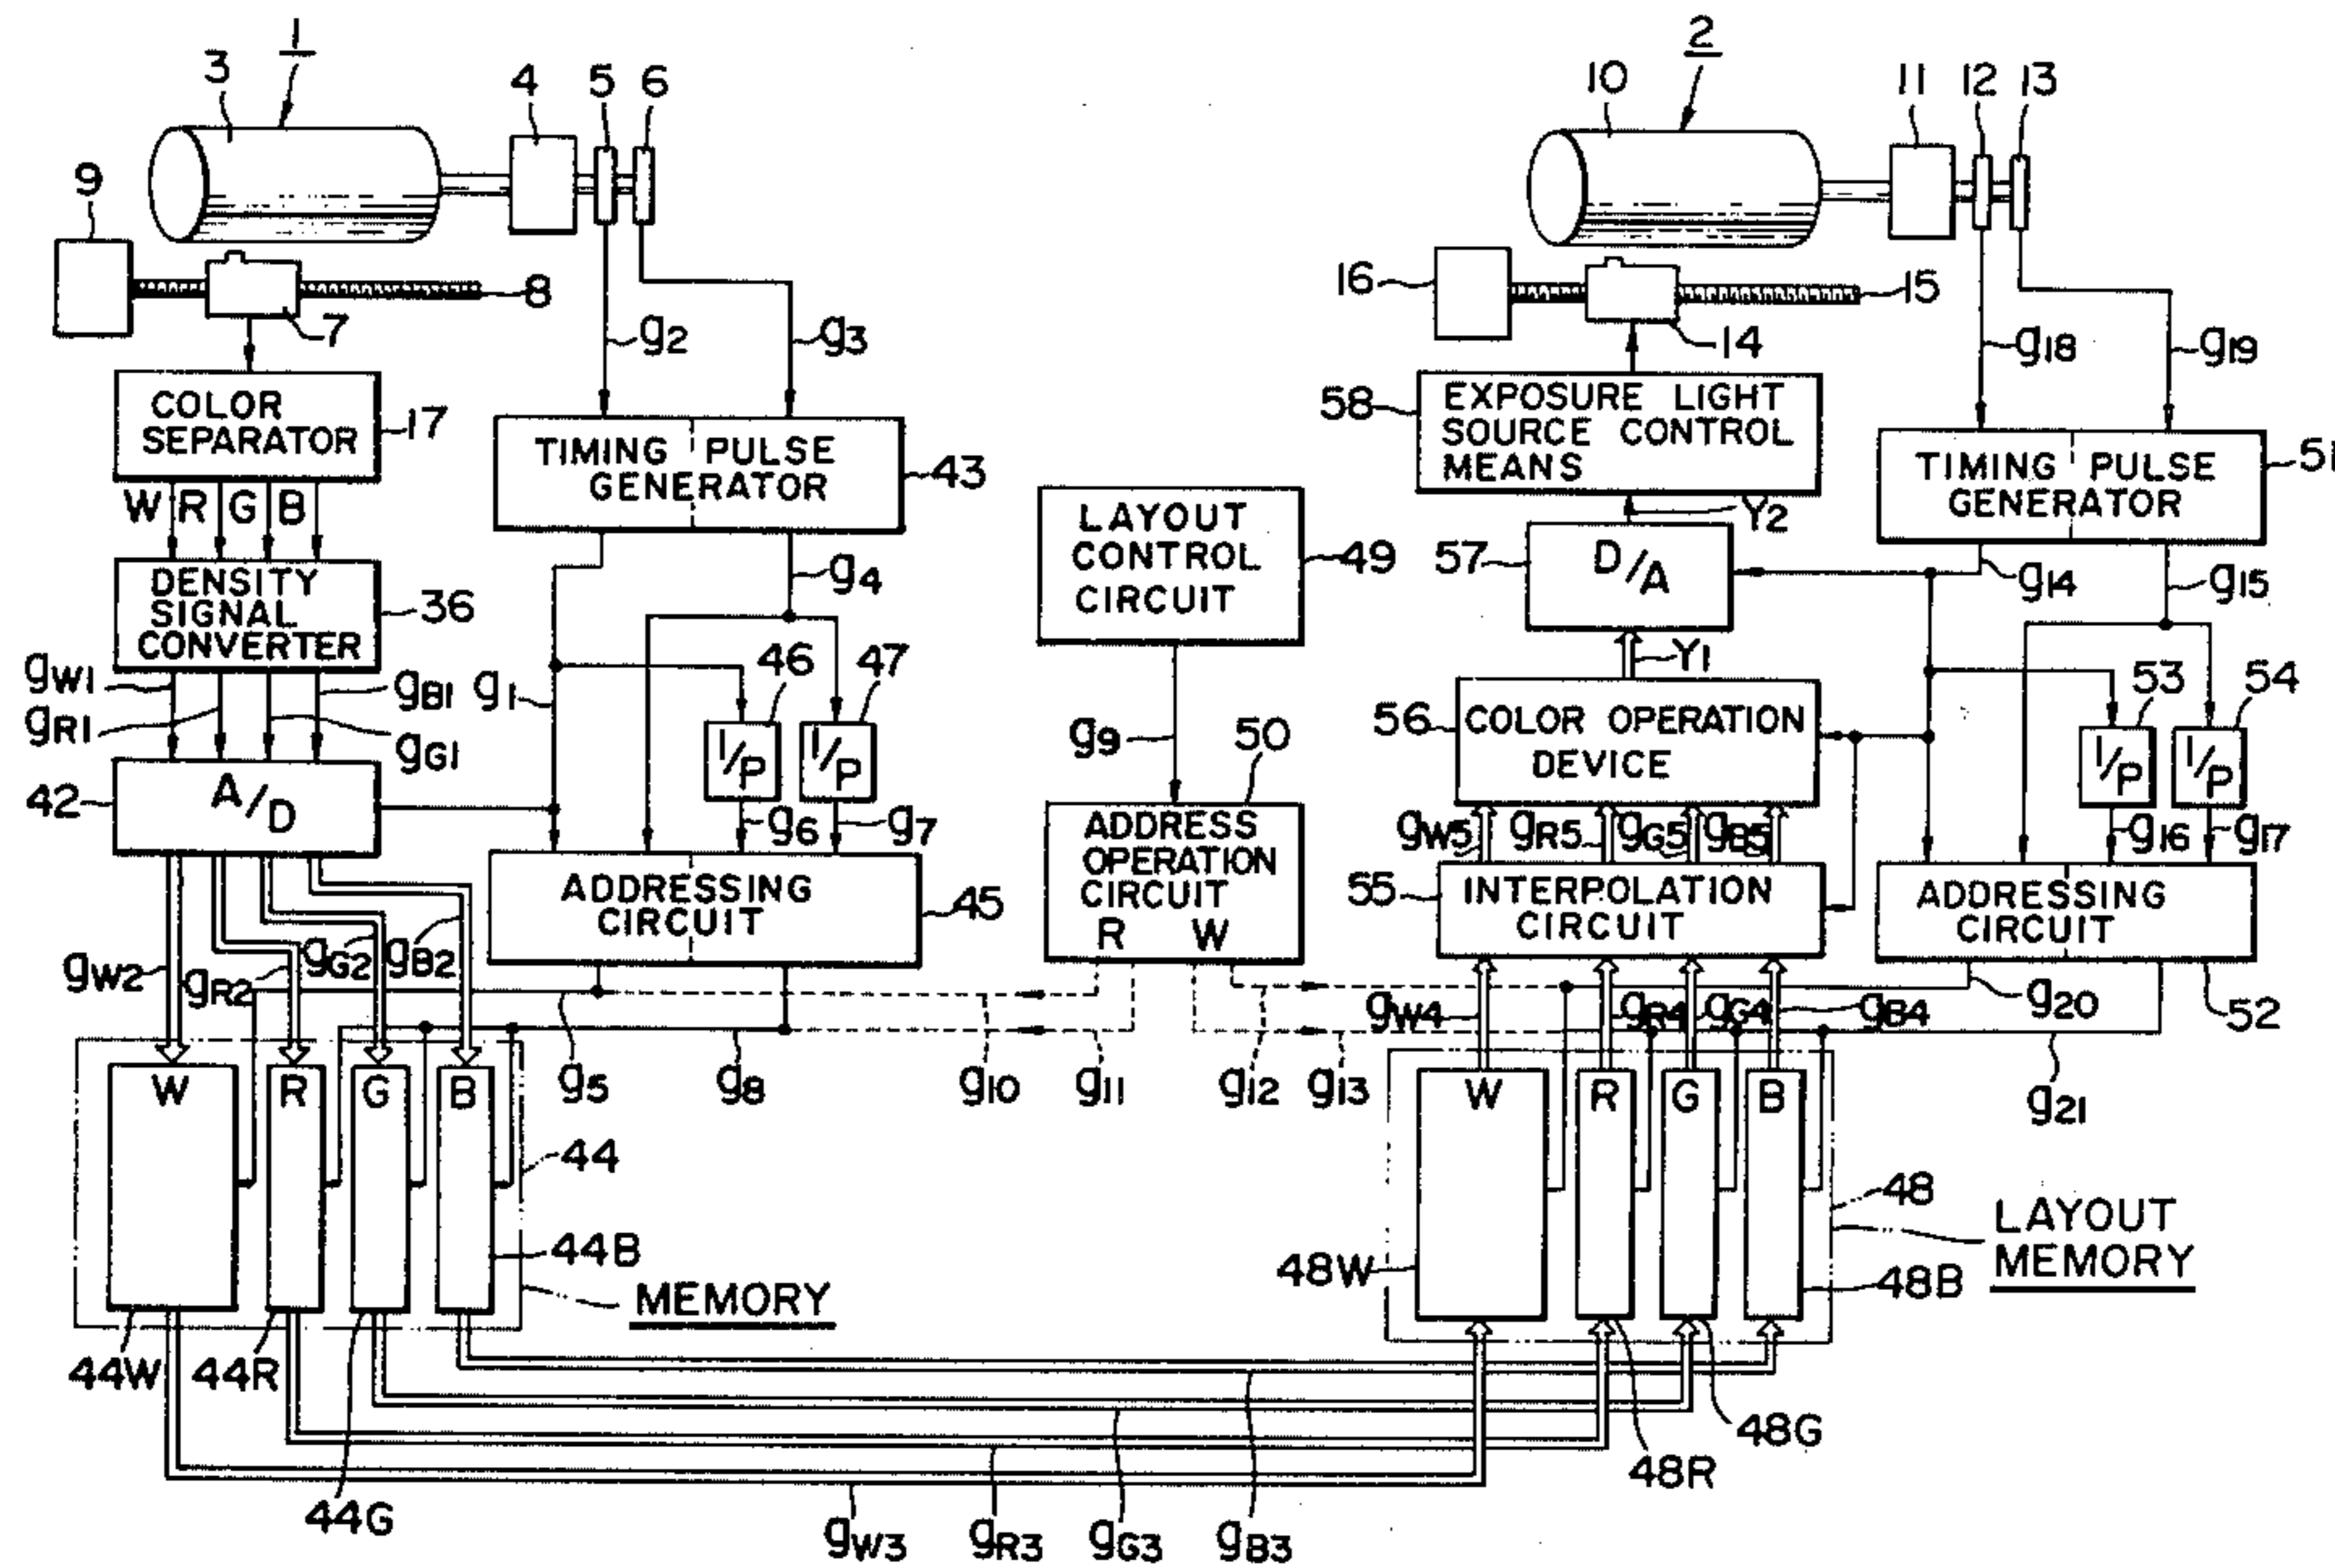 1
3
4
5
6
9
8
7
g2
g3
COLOR
SEPARATOR
17
W R G B
DENSITY
SIGNAL
CONVERTER
36
TIMING PULSE
GENERATOR
43
g4
gW1
gR1
gB1
gG1
g1
46
47
1/P
1/P
g6
g7
42
A/D
ADDRESSING
CIRCUIT
45
gW2
gR2
gG2
gB2
W
R
G
B
g5
g8
44
44B
MEMORY
44W
44R
44G
LAYOUT
CONTROL
CIRCUIT
49
g9
50
ADDRESS
OPERATION
CIRCUIT
R W
g10
g11
g12
g13
2
10
11
12
13
16
15
14
g18
g19
58
EXPOSURE LIGHT
SOURCE CONTROL
MEANS
TIMING PULSE
GENERATOR
51
Y2
57
D/A
g14
g15
Y1
53
54
1/P
1/P
g16
g17
56
COLOR OPERATION
DEVICE
gW5
gR5
gG5
gB5
55
INTERPOLATION
CIRCUIT
ADDRESSING
CIRCUIT
52
gW4
gR4
gG4
gB4
g20
g21
W
R
G
B
48
LAYOUT
MEMORY
48W
48B
48G
48R
gW3
gR3
gG3
gB3